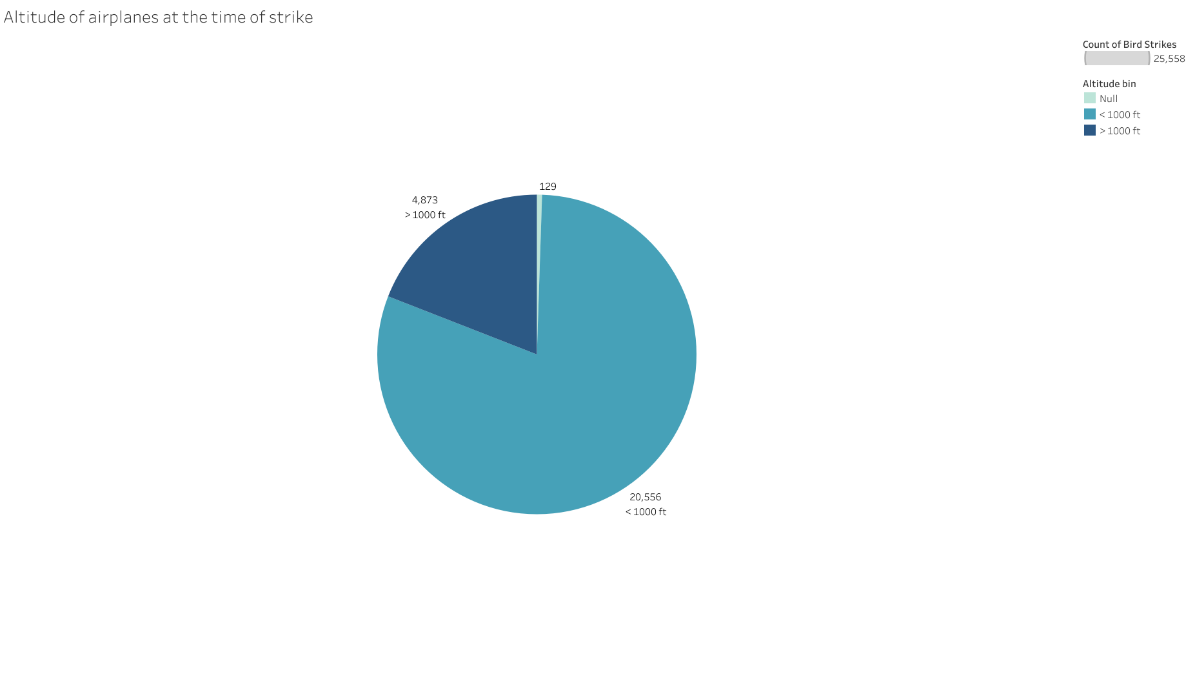 Altitude of airplanes at the time of strike
Count of Bird Strikes
25,558
Altitude bin
Null
< 1000 ft
> 1000 ft
129
4,873
> 1000 ft
20,556
< 1000 ft